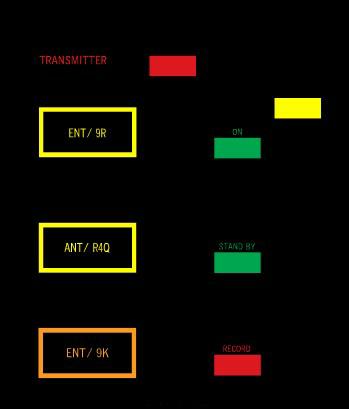 TRANSMITTER
ENT/ 9R
ON
ANT/ R4Q
STAND BY
ENT/ 9K
RECORD